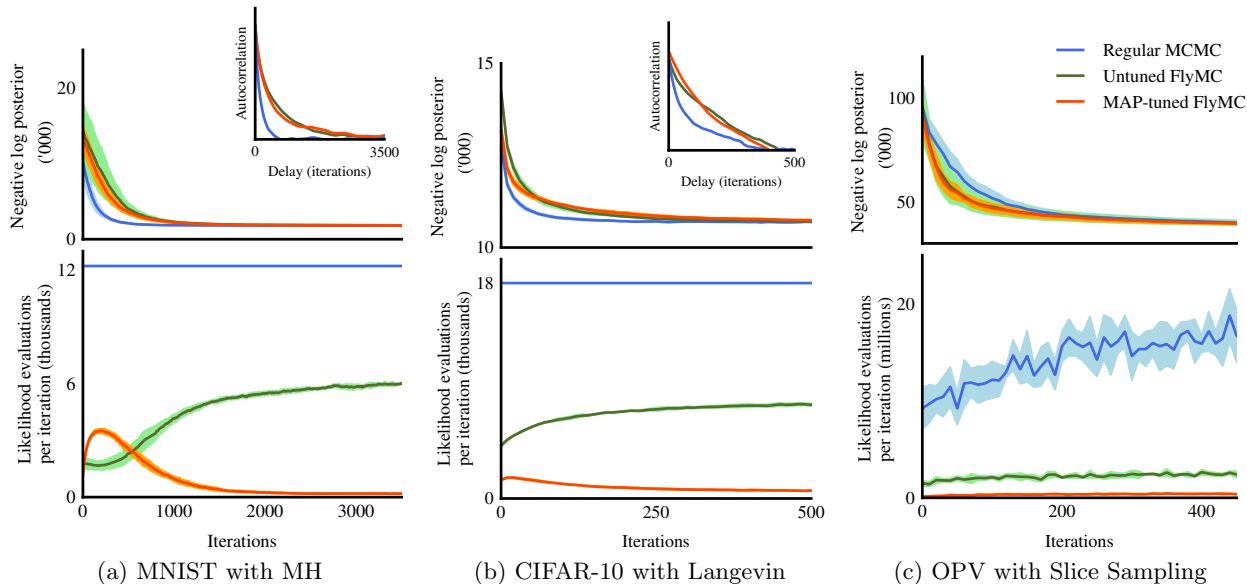 Negative log posterior
('000)
20
0
Autocorrelation
0
3500
Delay (iterations)
Likelihood evaluations
per iteration (thousands)
12
6
0
0
1000
2000
3000
Iterations
(a) MNIST with MH
Negative log posterior
('000)
15
10
Autocorrelation
0
500
Delay (iterations)
Likelihood evaluations
per iteration (thousands)
18
0
0
250
500
Iterations
(b) CIFAR-10 with Langevin
Regular MCMC
Untuned FlyMC
MAP-tuned FlyMC
Negative log posterior
('000)
100
50
Likelihood evaluations
per iteration (millions)
20
0
0
200
400
Iterations
(c) OPV with Slice Sampling